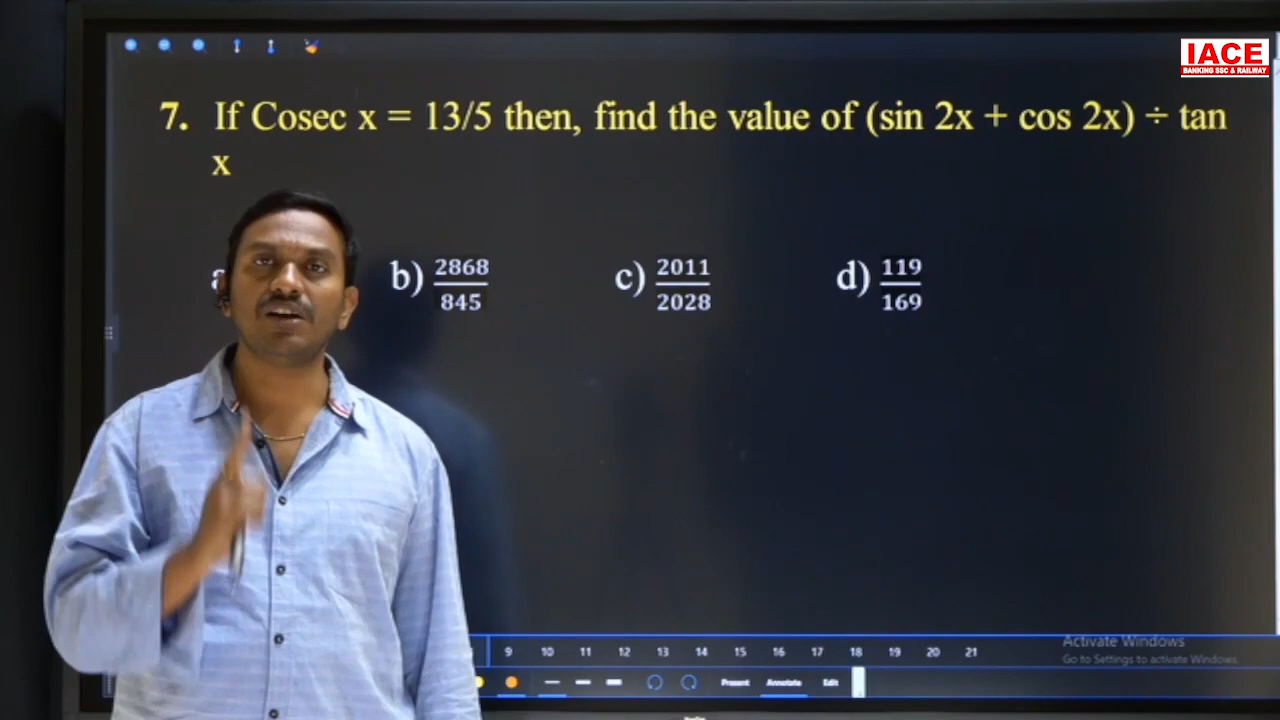 IACE
BANKING SSC & RAILWAY
7. If Cosec x = 13/5 then, find the value of (sin 2x + cos 2x) ÷ tan
x
b) 2868/845 c) 2011/2028 d) 119/169
Activate Windows
Go to Settings to activate Windows.
9 10 11 12 13 14 15 16 17 18 19 20 21
Present Annotate Edit